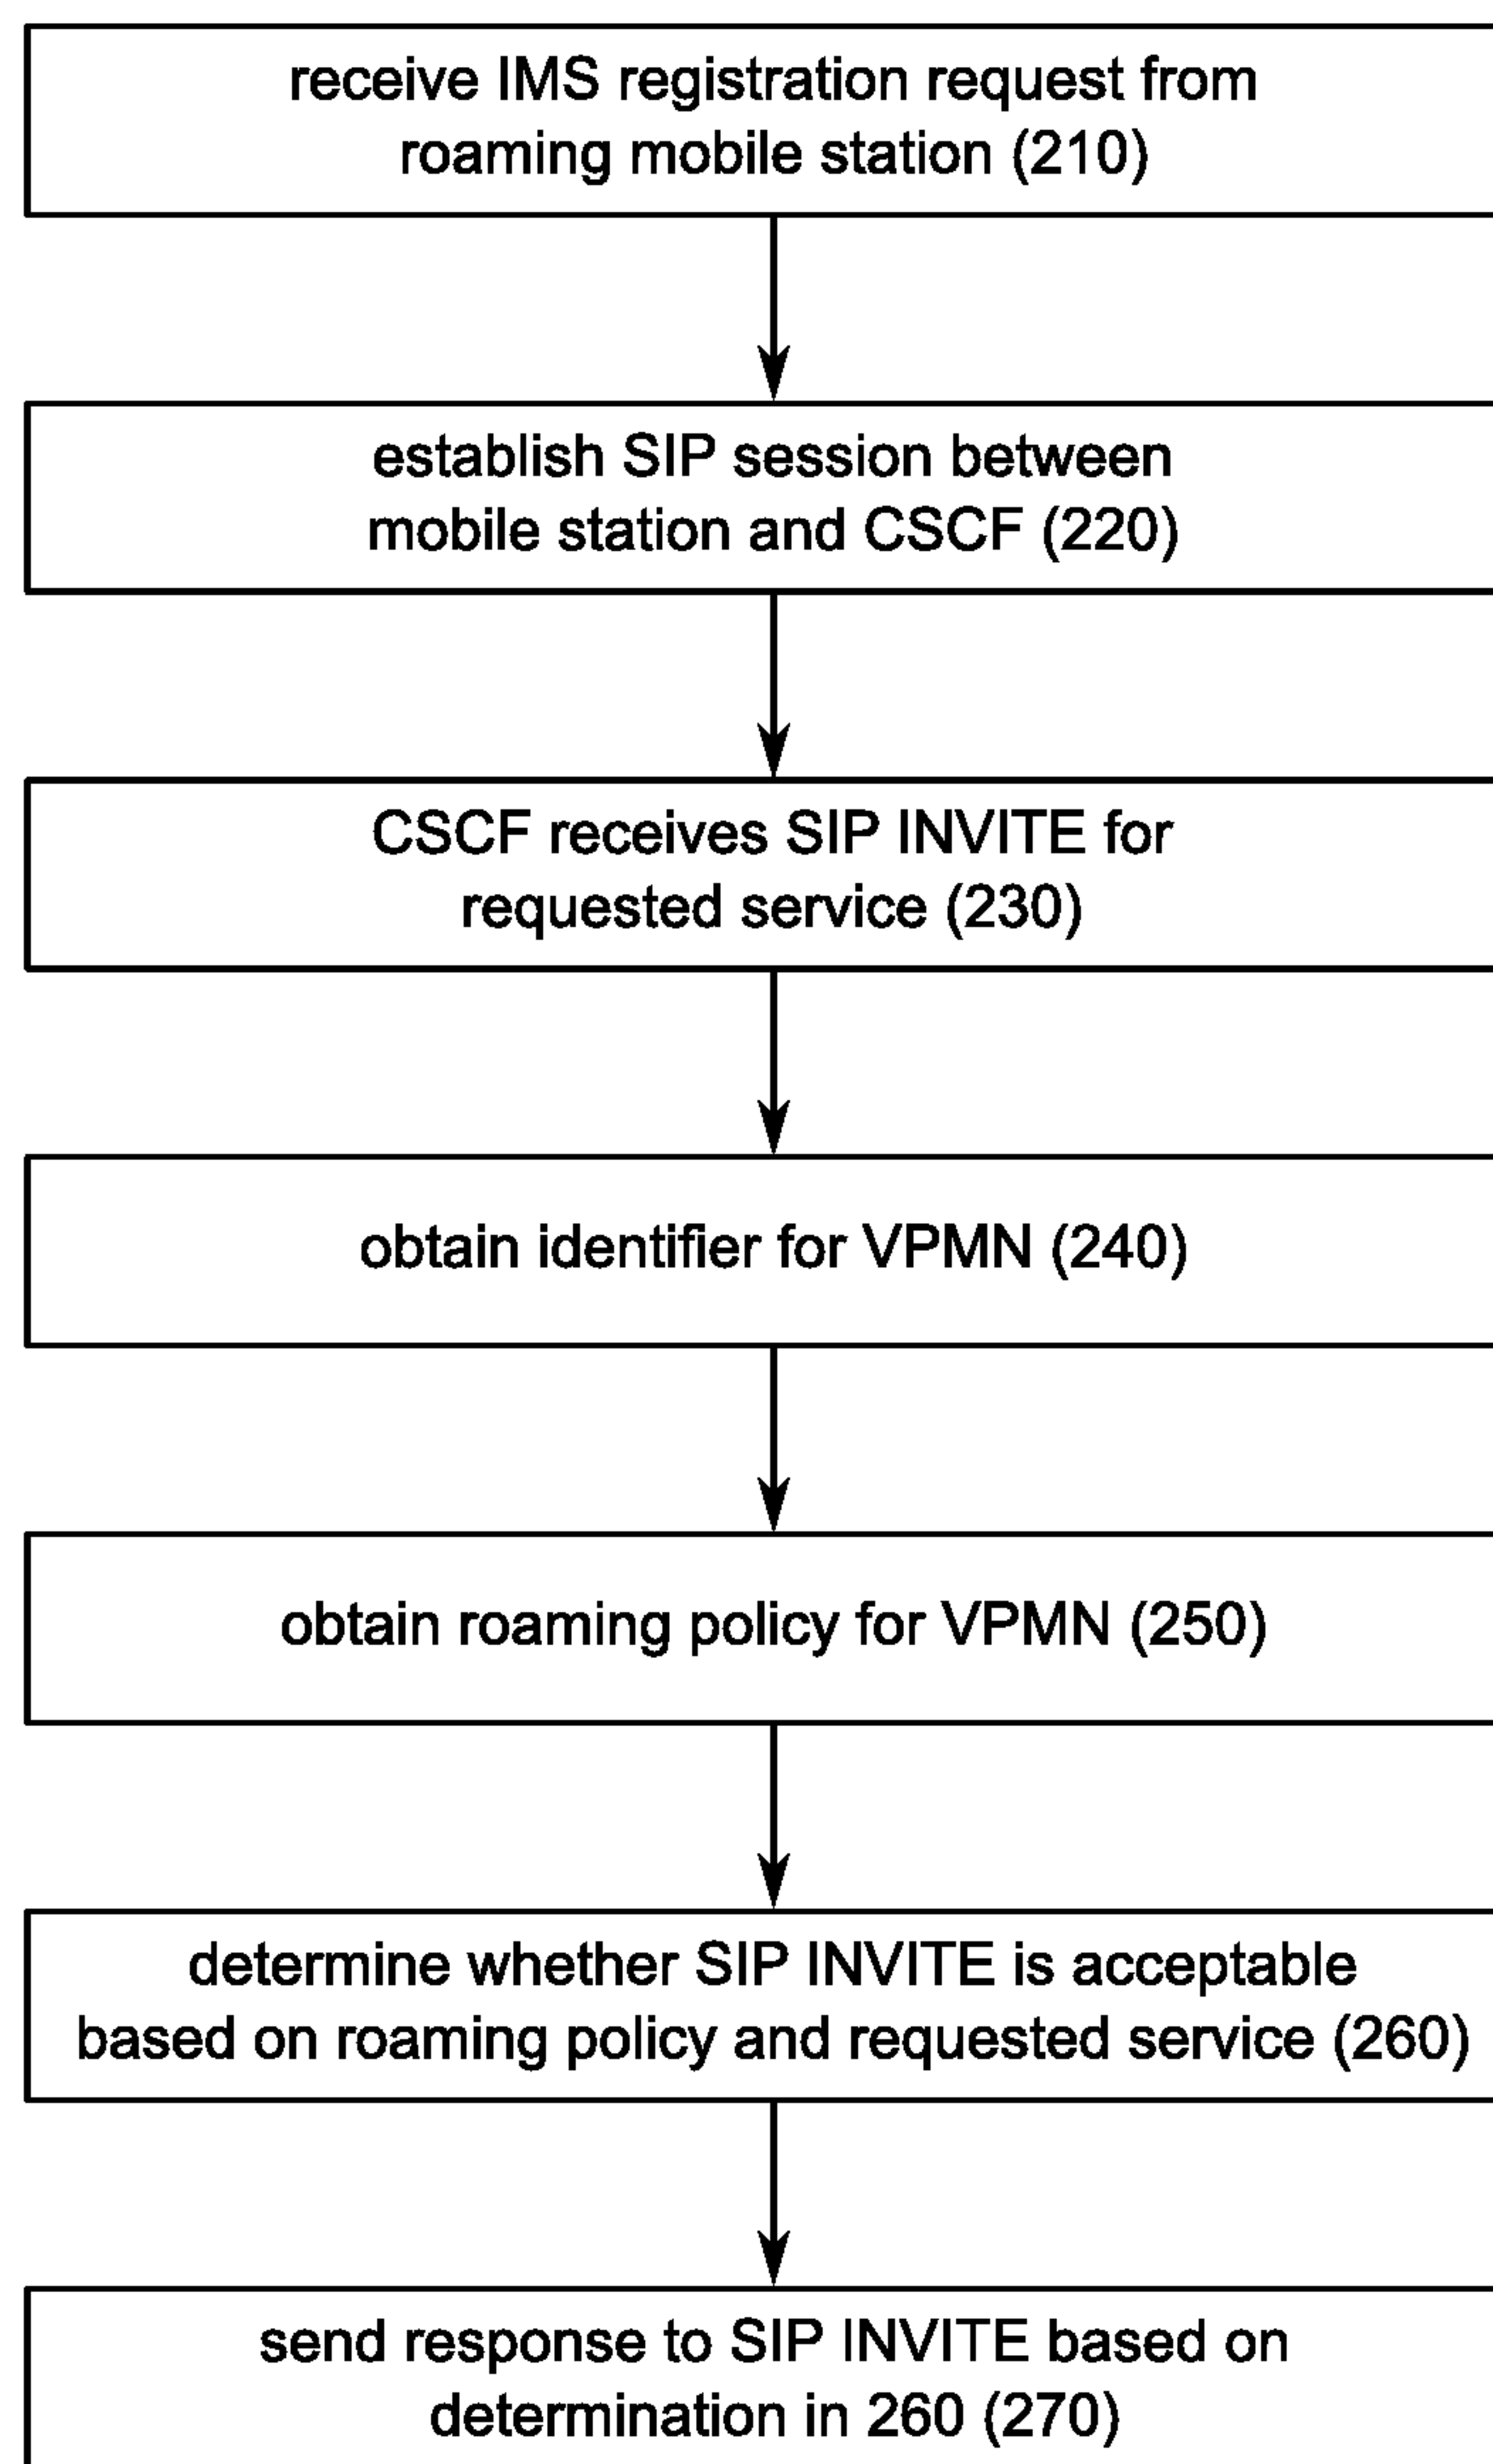 receive IMS registration request from
roaming mobile station (210)
establish SIP session between
mobile station and CSCF (220)
CSCF receives SIP INVITE for
requested service (230)
obtain identifier for VPMN (240)
obtain roaming policy for VPMN (250)
determine whether SIP INVITE is acceptable
based on roaming policy and requested service (260)
send response to SIP INVITE based on
determination in 260 (270)